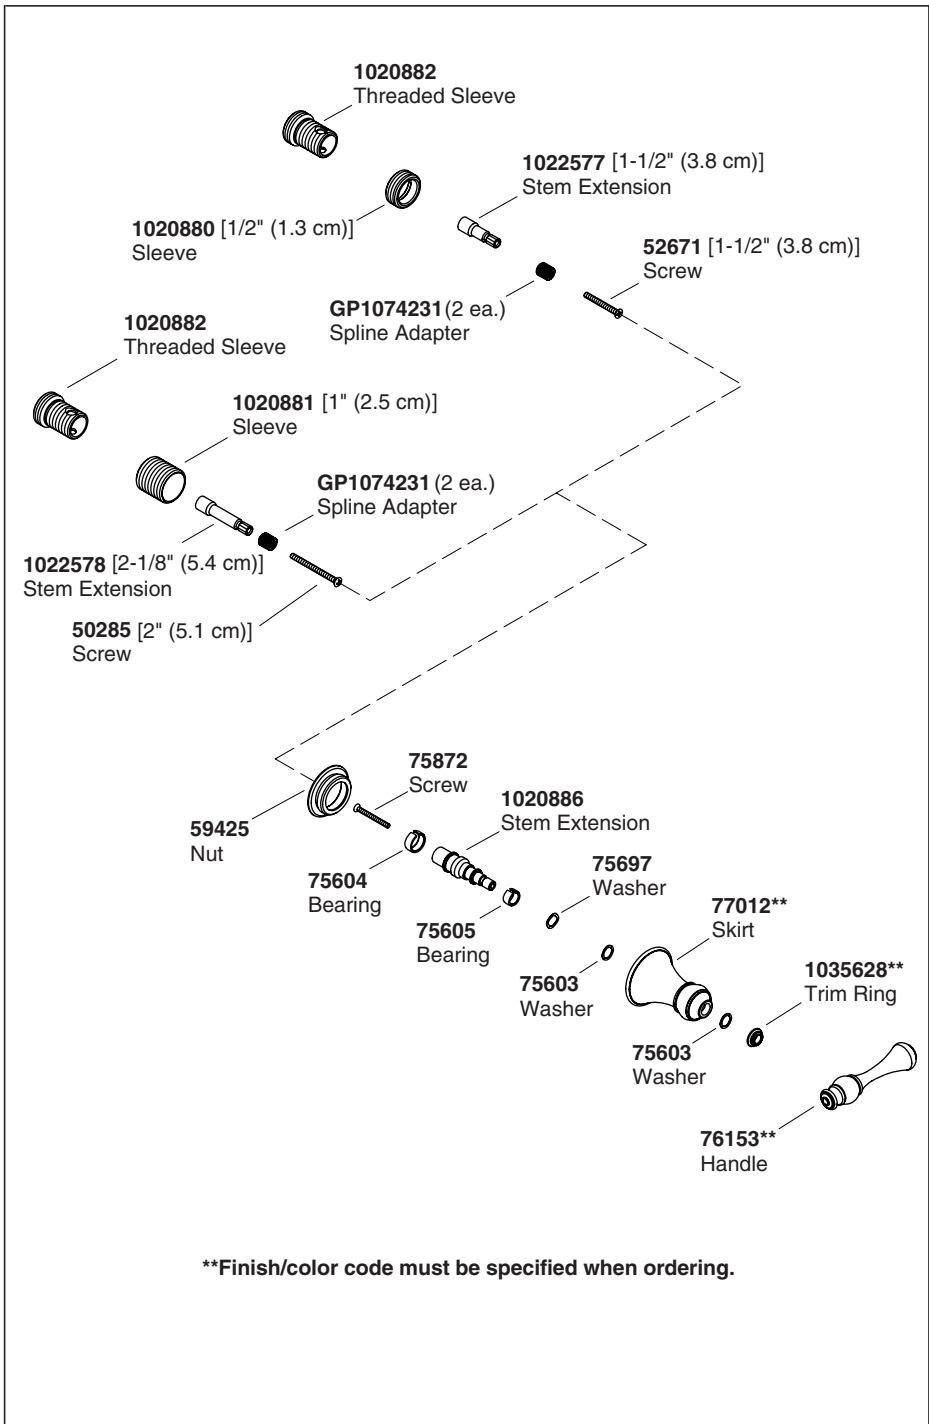 1020882
Threaded Sleeve
1022577 [1-1/2" (3.8 cm)]
Stem Extension
1020880 [1/2" (1.3 cm)]
Sleeve
52671 [1-1/2" (3.8 cm)]
Screw
GP1074231 (2 ea.)
Spline Adapter
1020882
Threaded Sleeve
1020881 [1" (2.5 cm)]
Sleeve
GP1074231 (2 ea.)
Spline Adapter
1022578 [2-1/8" (5.4 cm)]
Stem Extension
50285 [2" (5.1 cm)]
Screw
75872
Screw
1020886
Stem Extension
59425
Nut
75697
Washer
75604
Bearing
77012**
Skirt
75605
Bearing
1035628**
Trim Ring
75603
Washer
75603
Washer
76153**
Handle
**Finish/color code must be specified when ordering.